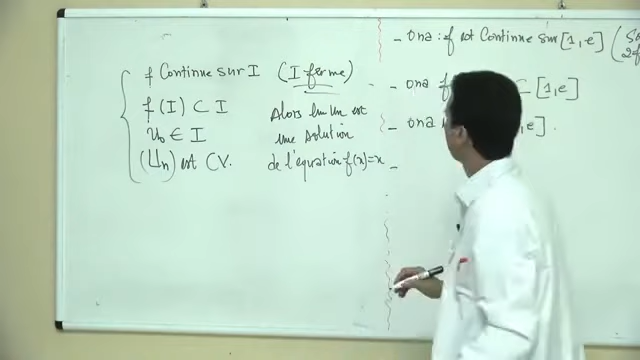 f Continue sur I (I fermé)
f(I) ⊂ I Alors lim Un est
U₀ ∈ I une solution
(Un) est CV. de l'équation f(x)=x
- On a : f est Continue sur [1,e]
- on a f ⊂ [1,e]
- on a ,e].
-